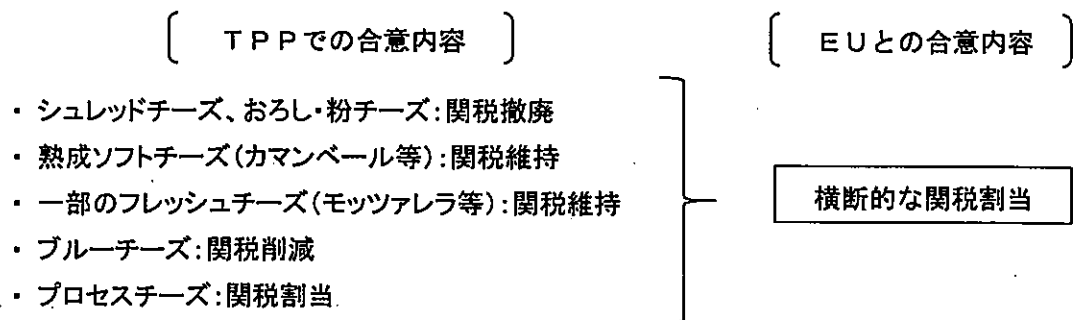 〔 ＴＰＰでの合意内容 〕
〔 ＥＵとの合意内容 〕
・ シュレッドチーズ、おろし・粉チーズ：関税撤廃
・ 熟成ソフトチーズ（カマンベール等）：関税維持
・ 一部のフレッシュチーズ（モッツァレラ等）：関税維持
・ ブルーチーズ：関税削減
・ プロセスチーズ：関税割当
横断的な関税割当